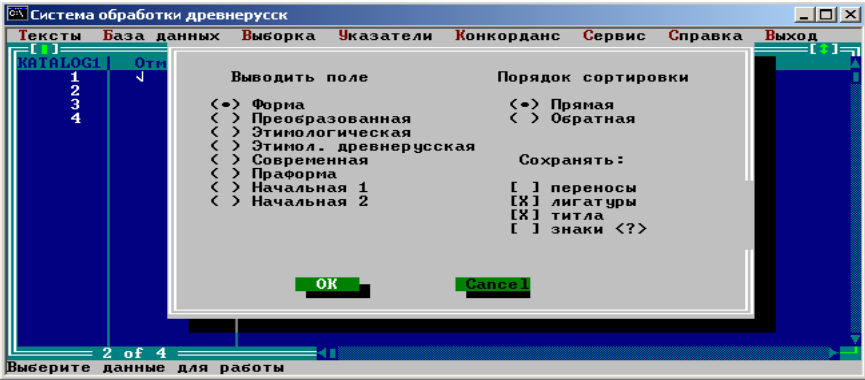 Система обработки древнерусск
Тексты База данных Выборка Указатели Конкорданс Сервис Справка Выход
KATALOG1 Отм
1 √
2
3
4
Выводить поле Порядок сортировки
(•) Форма (•) Прямая
( ) Преобразованная ( ) Обратная
( ) Этимологическая
( ) Этимол. древнерусская
( ) Современная Сохранять:
( ) Праформа
( ) Начальная 1 [ ] переносы
( ) Начальная 2 [X] лигатуры
[X] титла
[ ] знаки <?>
OK Cancel
2 of 4
Выберите данные для работы